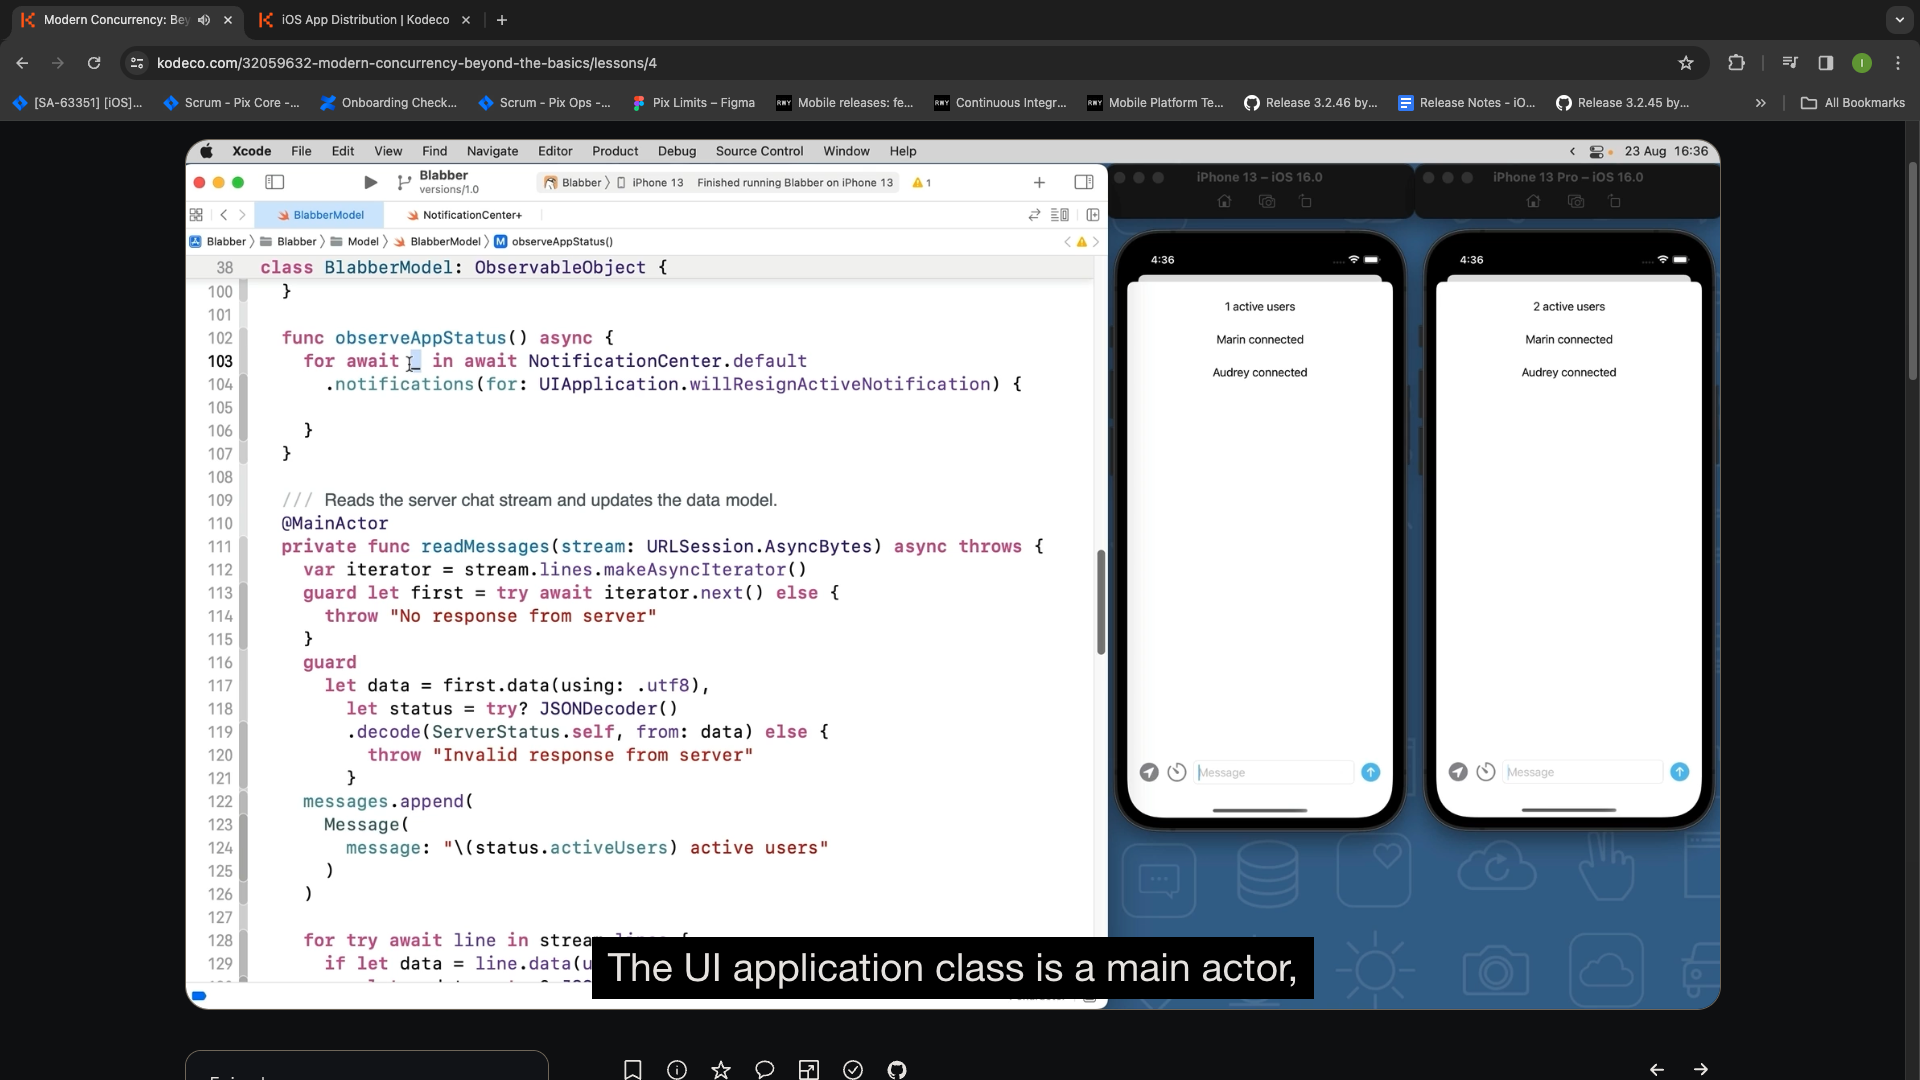 Modern Concurrency: Bey
iOS App Distribution | Kodeco
kodeco.com/32059632-modern-concurrency-beyond-the-basics/lessons/4
[SA-63351] [iOS]...
Scrum - Pix Core -...
Onboarding Check...
Scrum - Pix Ops -...
Pix Limits – Figma
Mobile releases: fe...
Continuous Integr...
Mobile Platform Te...
Release 3.2.46 by...
Release Notes - iO...
Release 3.2.45 by...
All Bookmarks
Xcode File Edit View Find Navigate Editor Product Debug Source Control Window Help
23 Aug 16:36
Blabber
versions/1.0
Blabber 〉 iPhone 13 Finished running Blabber on iPhone 13
1
BlabberModel
NotificationCenter+
Blabber 〉 Blabber 〉 Model 〉 BlabberModel 〉 M observeAppStatus()
38 class BlabberModel: ObservableObject {
100 }
101
102 func observeAppStatus() async {
103 for await _ in await NotificationCenter.default
104 .notifications(for: UIApplication.willResignActiveNotification) {
105
106 }
107 }
108
109 /// Reads the server chat stream and updates the data model.
110 @MainActor
111 private func readMessages(stream: URLSession.AsyncBytes) async throws {
112 var iterator = stream.lines.makeAsyncIterator()
113 guard let first = try await iterator.next() else {
114 throw "No response from server"
115 }
116 guard
117 let data = first.data(using: .utf8),
118 let status = try? JSONDecoder()
119 .decode(ServerStatus.self, from: data) else {
120 throw "Invalid response from server"
121 }
122 messages.append(
123 Message(
124 message: "\(status.activeUsers) active users"
125 )
126 )
127
128 for try await line in stream.lines {
129 if let data = line.data(u
The UI application class is a main actor,
iPhone 13 – iOS 16.0
4:36
1 active users
Marin connected
Audrey connected
Message
iPhone 13 Pro – iOS 16.0
4:36
2 active users
Marin connected
Audrey connected
Message